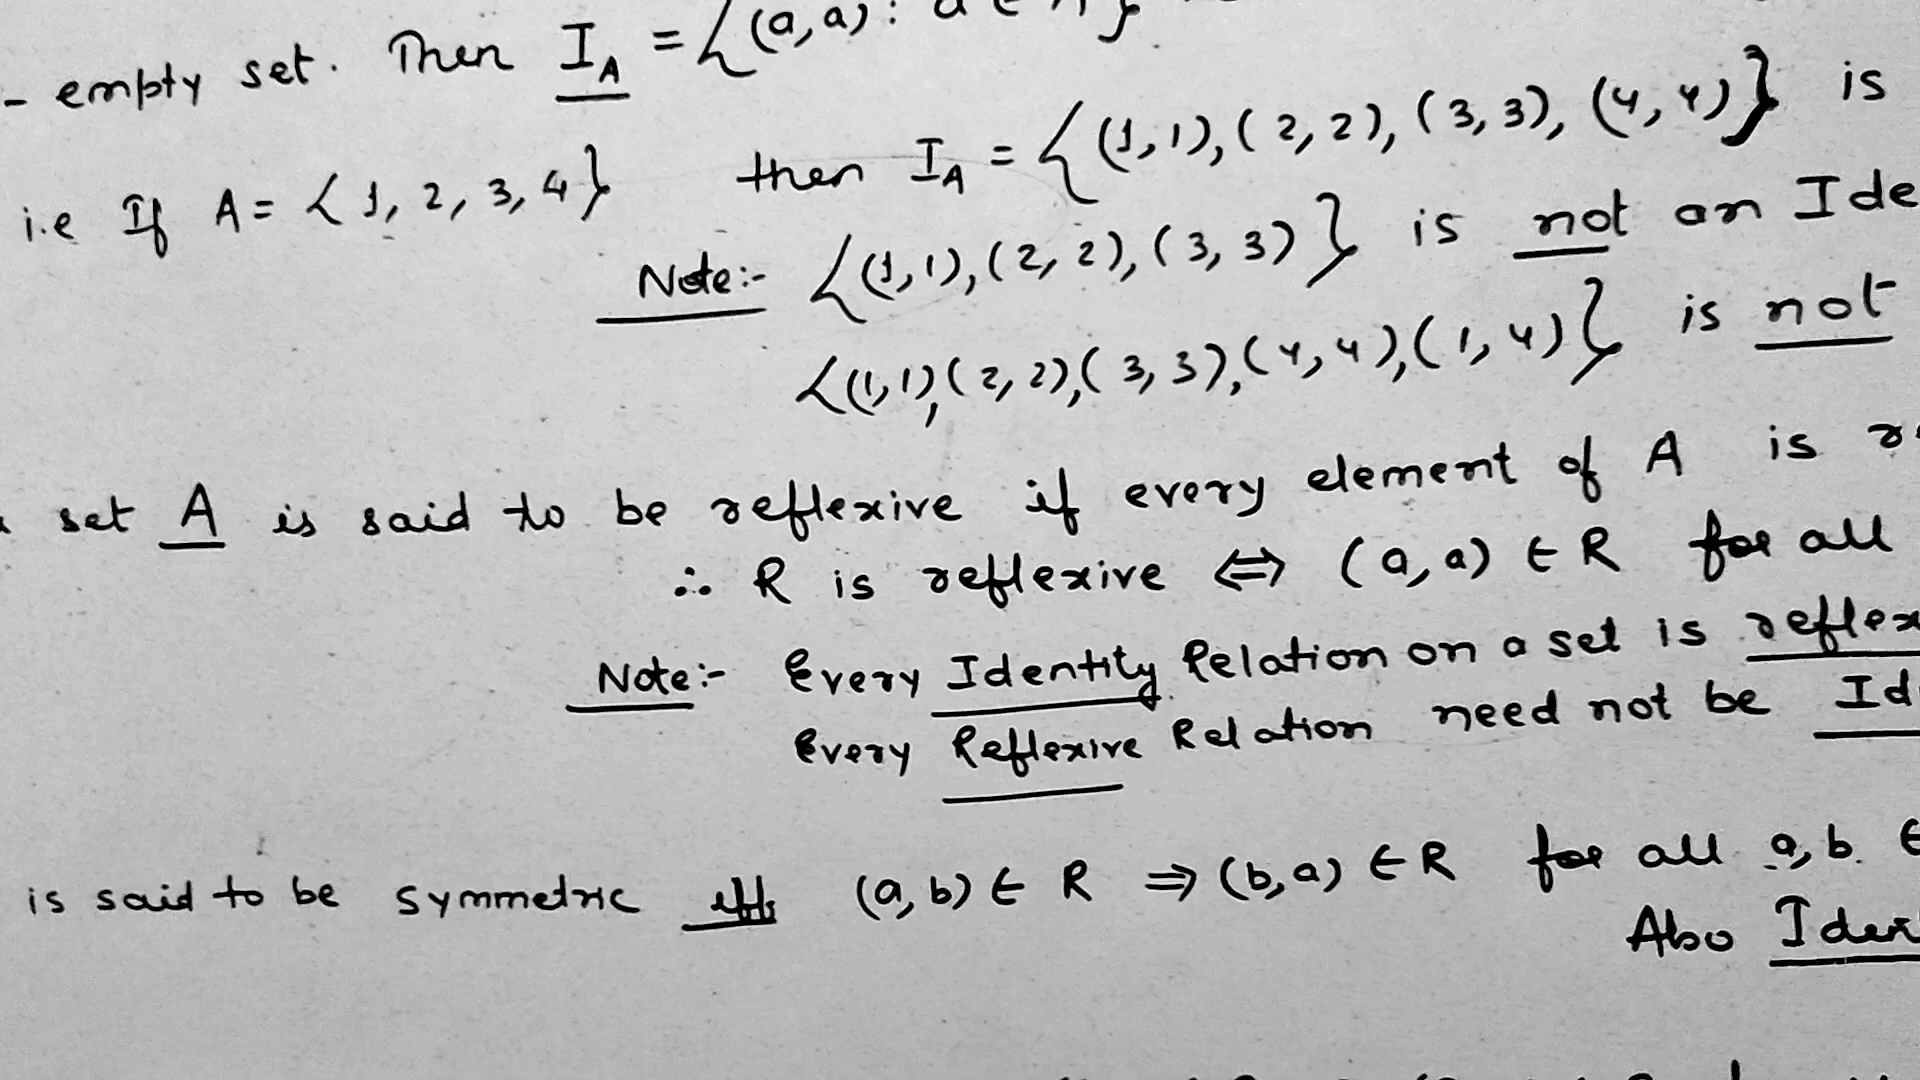 - empty set. Then I_A = {(a,a): a ∈ A}
i.e If A = {1, 2, 3, 4} then I_A = {(1,1), (2,2), (3,3), (4,4)} is
Note:- {(1,1), (2,2), (3,3)} is not an Ide
{(1,1), (2,2), (3,3), (4,4), (1,4)} is not
set A is said to be reflexive if every element of A is
∴ R is reflexive ⇔ (a,a) ∈ R for all
Note:- Every Identity Relation on a set is reflex
Every Reflexive Relation need not be Id
is said to be symmetric iff (a,b) ∈ R ⇒ (b,a) ∈ R for all a,b ∈
Also Iden